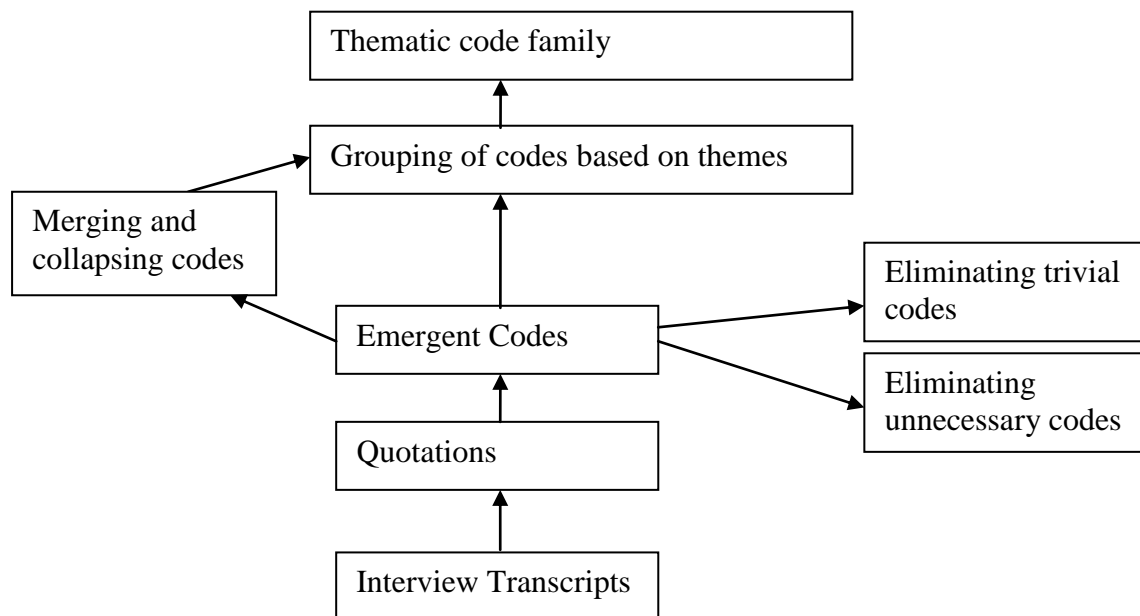 Thematic code family
Grouping of codes based on themes
Merging and
collapsing codes
Eliminating trivial
codes
Emergent Codes
Eliminating
unnecessary codes
Quotations
Interview Transcripts